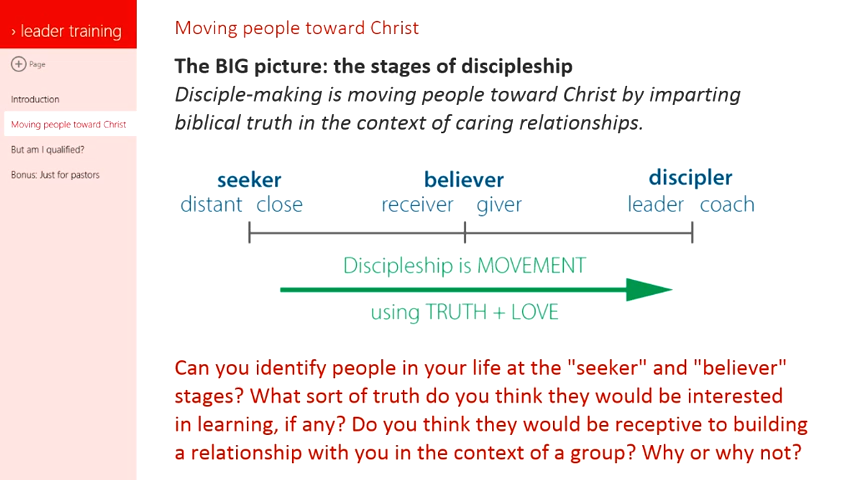 › leader training
Page
Introduction
Moving people toward Christ
But am I qualified?
Bonus: Just for pastors
Moving people toward Christ
The BIG picture: the stages of discipleship
Disciple-making is moving people toward Christ by imparting
biblical truth in the context of caring relationships.
seeker believer discipler
distant close receiver giver leader coach
Discipleship is MOVEMENT
using TRUTH + LOVE
Can you identify people in your life at the "seeker" and "believer"
stages? What sort of truth do you think they would be interested
in learning, if any? Do you think they would be receptive to building
a relationship with you in the context of a group? Why or why not?